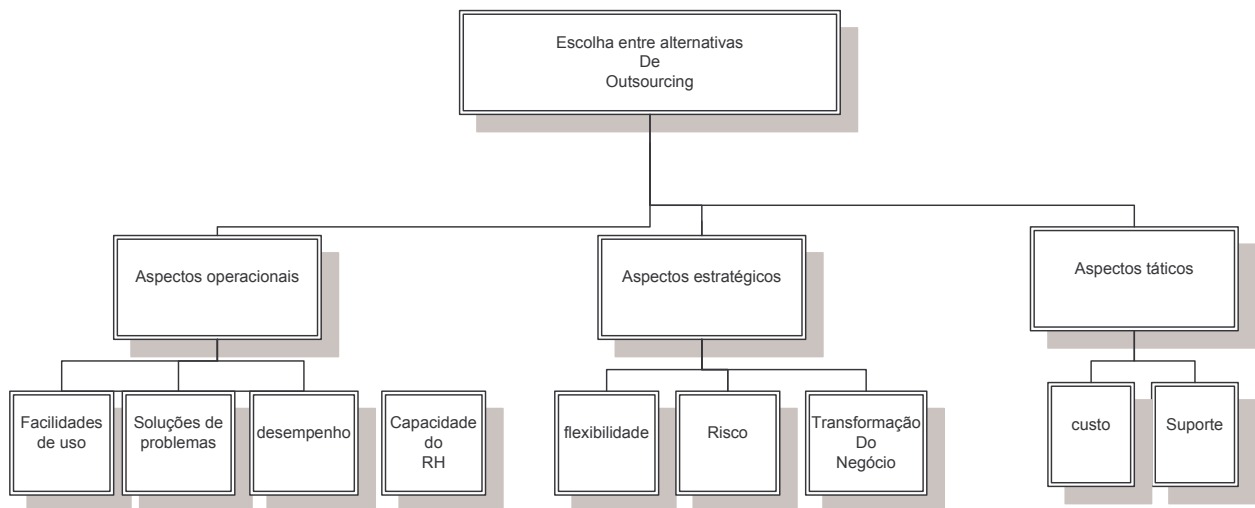 Escolha entre alternativas
De
Outsourcing
Aspectos operacionais
Aspectos estratégicos
Aspectos táticos
Facilidades
de uso
Soluções de
problemas
desempenho
Capacidade
do
RH
flexibilidade
Risco
Transformação
Do
Negócio
custo
Suporte